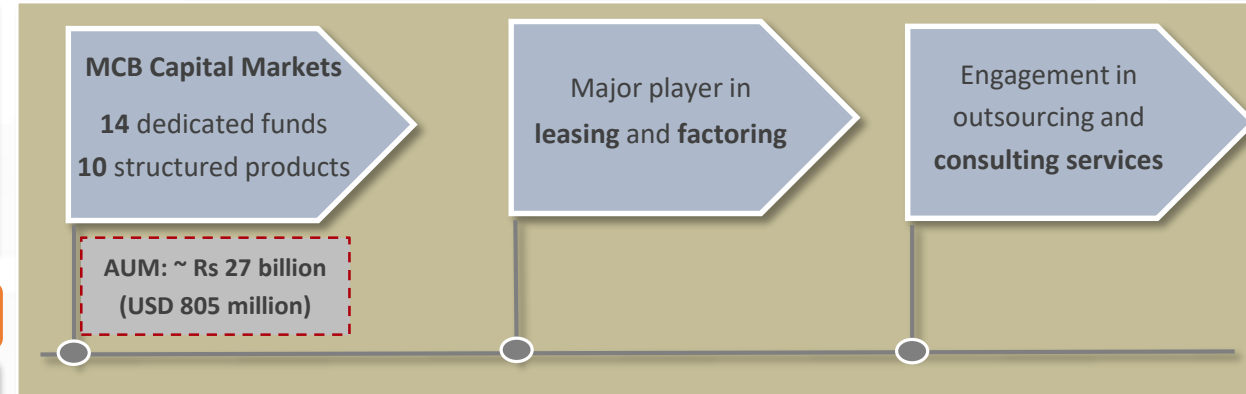 MCB Capital Markets
14 dedicated funds
10 structured products
AUM: ~ Rs 27 billion
(USD 805 million)
Major player in
leasing and factoring
Engagement in
outsourcing and
consulting services